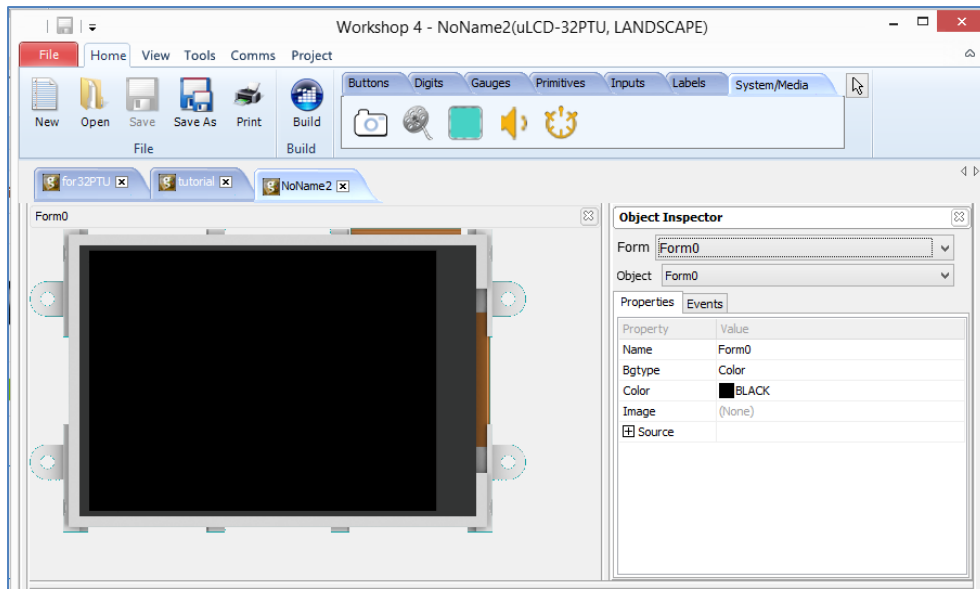 Workshop 4 - NoName2(uLCD-32PTU, LANDSCAPE)
File Home View Tools Comms Project
Buttons Digits Gauges Primitives Inputs Labels System/Media
New Open Save Save As Print Build
File Build
for32PTU tutorial NoName2
Form0
Object Inspector
Form Form0
Object Form0
Properties Events
Property Value
Name Form0
Bgtype Color
Color BLACK
Image (None)
Source